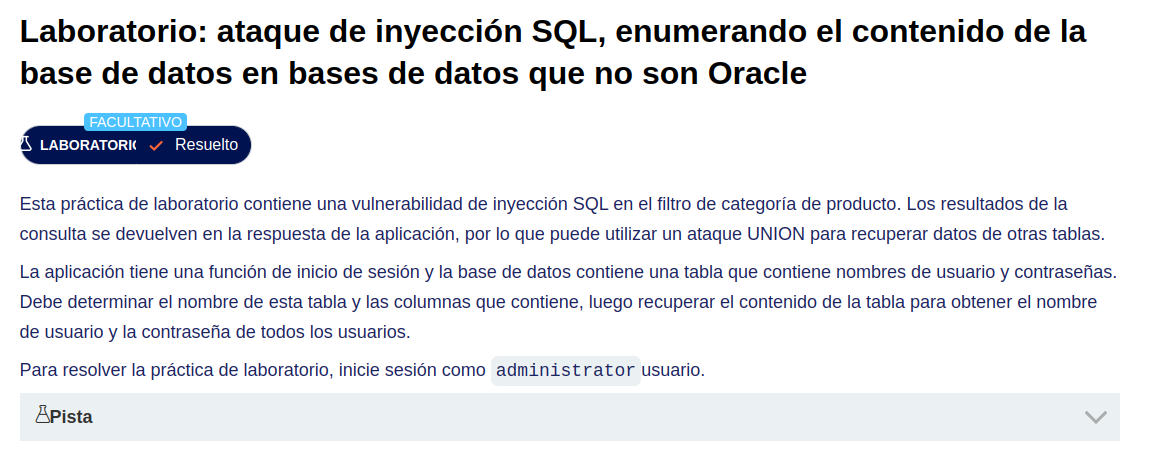 Laboratorio: ataque de inyección SQL, enumerando el contenido de la
base de datos en bases de datos que no son Oracle
FACULTATIVO
LABORATORIO Resuelto
Esta práctica de laboratorio contiene una vulnerabilidad de inyección SQL en el filtro de categoría de producto. Los resultados de la
consulta se devuelven en la respuesta de la aplicación, por lo que puede utilizar un ataque UNION para recuperar datos de otras tablas.
La aplicación tiene una función de inicio de sesión y la base de datos contiene una tabla que contiene nombres de usuario y contraseñas.
Debe determinar el nombre de esta tabla y las columnas que contiene, luego recuperar el contenido de la tabla para obtener el nombre
de usuario y la contraseña de todos los usuarios.
Para resolver la práctica de laboratorio, inicie sesión como administrator usuario.
Pista